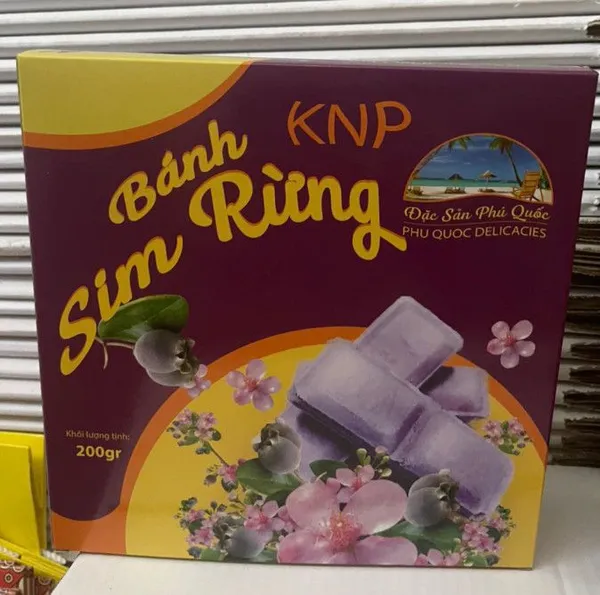 KNP
Bánh
Sim Rừng
Đặc Sản Phú Quốc
PHU QUOC DELICACIES
Khối lượng tịnh:
200gr